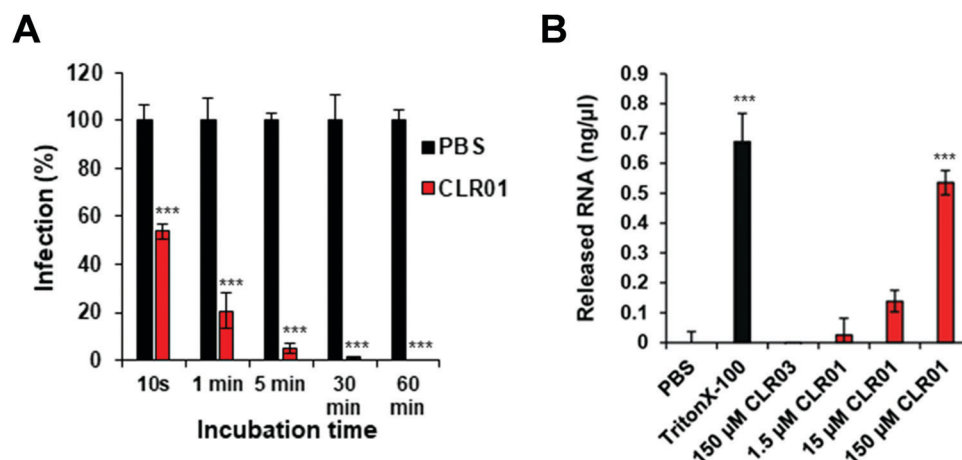 A
Infection (%)
120
100
80
60
40
20
0
***
***
***
***
***
PBS
CLR01
10s
1 min
5 min
30
min
60
min
Incubation time
B
Released RNA (ng/µl)
0.9
0.8
0.7
0.6
0.5
0.4
0.3
0.2
0.1
0
***
***
PBS
TritonX-100
150 µM CLR03
1.5 µM CLR01
15 µM CLR01
150 µM CLR01